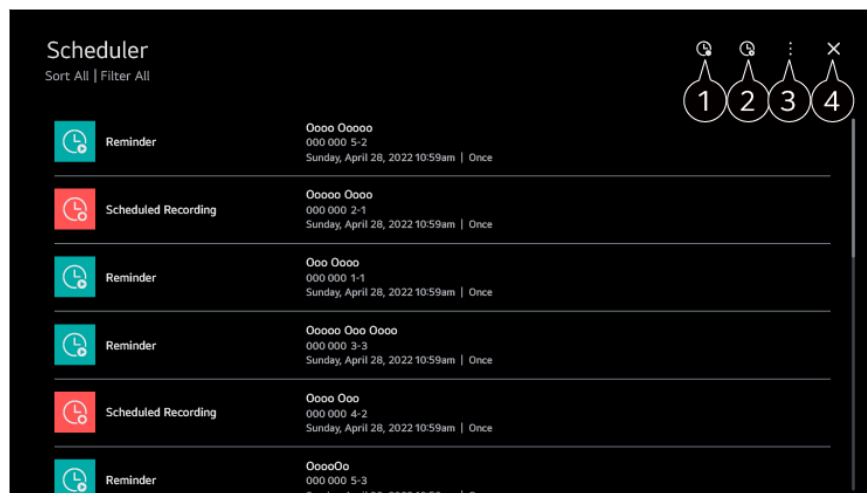 Scheduler
Sort All | Filter All
1 2 3 4
Reminder
Oooo Ooooo
000 000 5-2
Sunday, April 28, 2022 10:59am | Once
Scheduled Recording
Ooooo Oooo
000 000 2-1
Sunday, April 28, 2022 10:59am | Once
Reminder
Ooo Oooo
000 000 1-1
Sunday, April 28, 2022 10:59am | Once
Reminder
Ooooo Ooo Oooo
000 000 3-3
Sunday, April 28, 2022 10:59am | Once
Scheduled Recording
Oooo Ooo
000 000 4-2
Sunday, April 28, 2022 10:59am | Once
Reminder
OoooOo
000 000 5-3